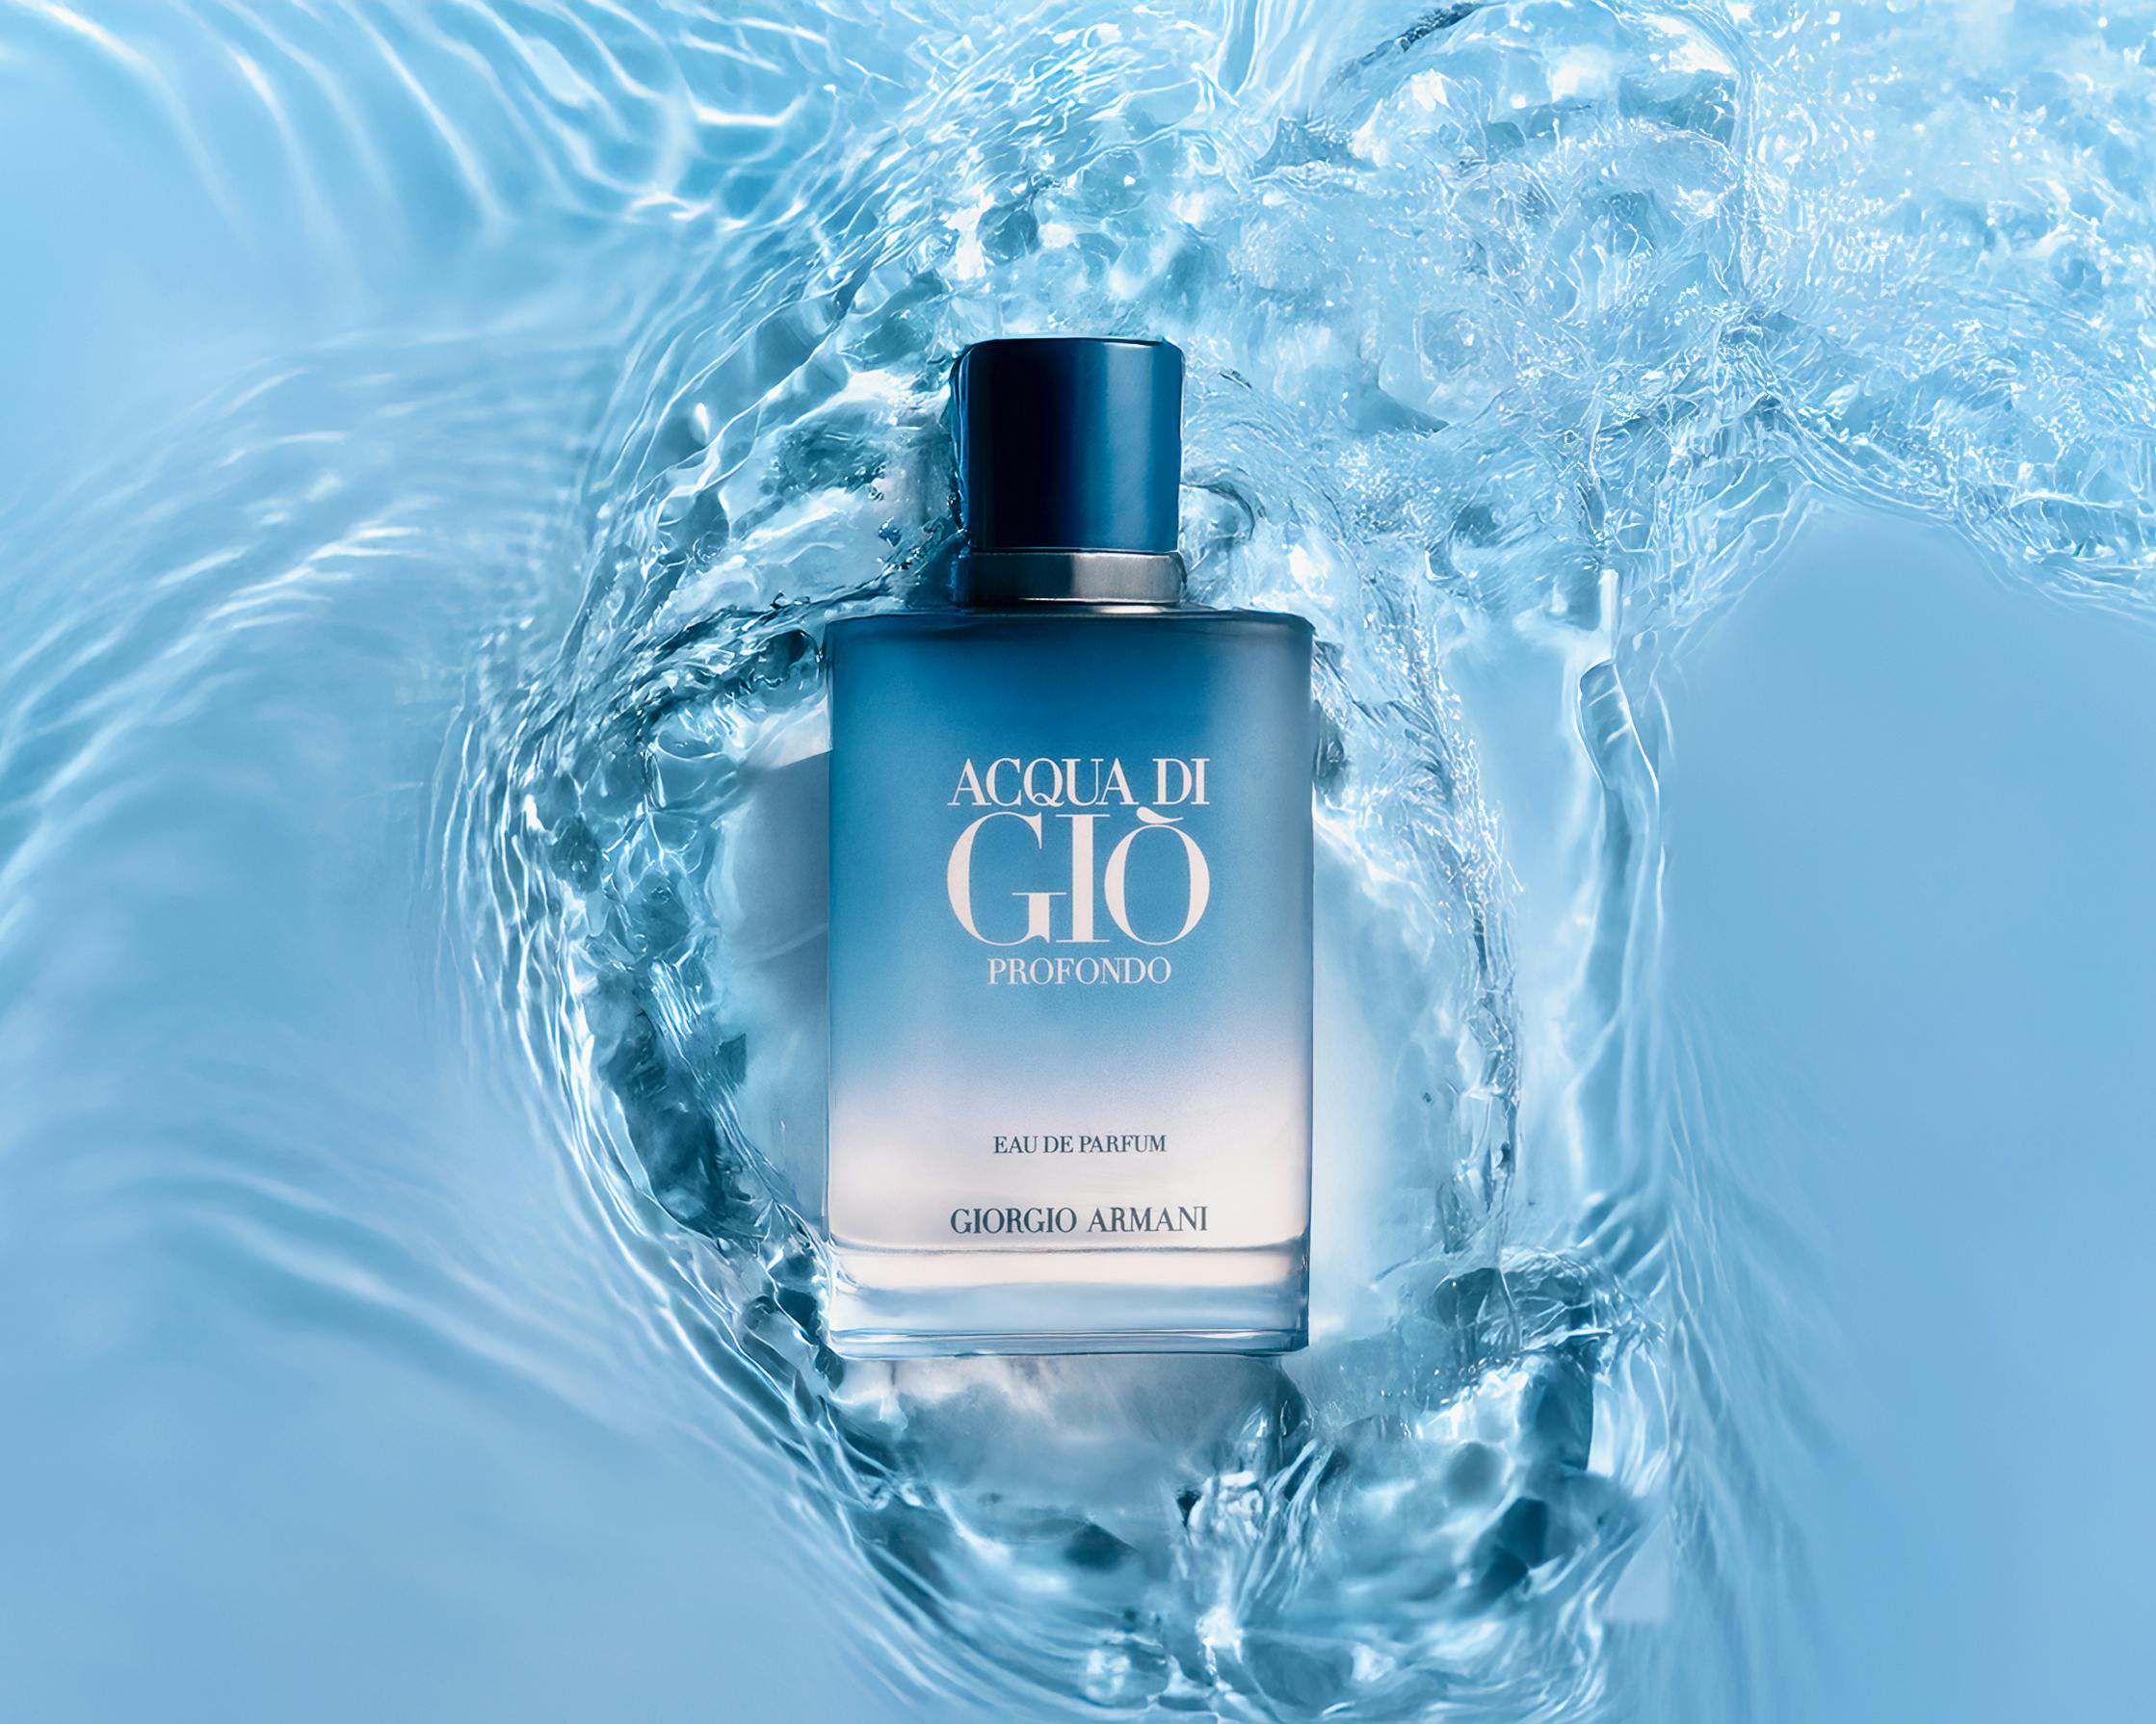 ACQUA DI
GIÒ
PROFONDO
EAU DE PARFUM
GIORGIO ARMANI